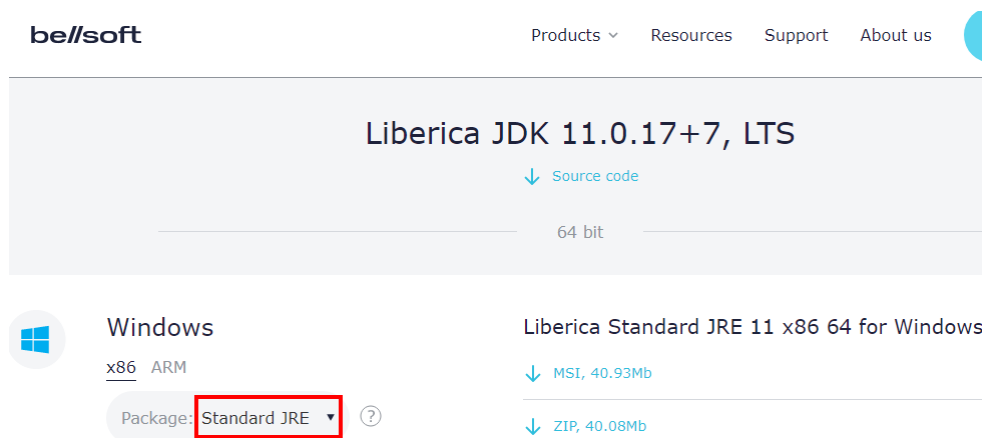 bellsoft
Products Resources Support About us
Liberica JDK 11.0.17+7, LTS
Source code
64 bit
Windows
x86 ARM
Package: Standard JRE ?
Liberica Standard JRE 11 x86 64 for Windows
MSI, 40.93Mb
ZIP, 40.08Mb